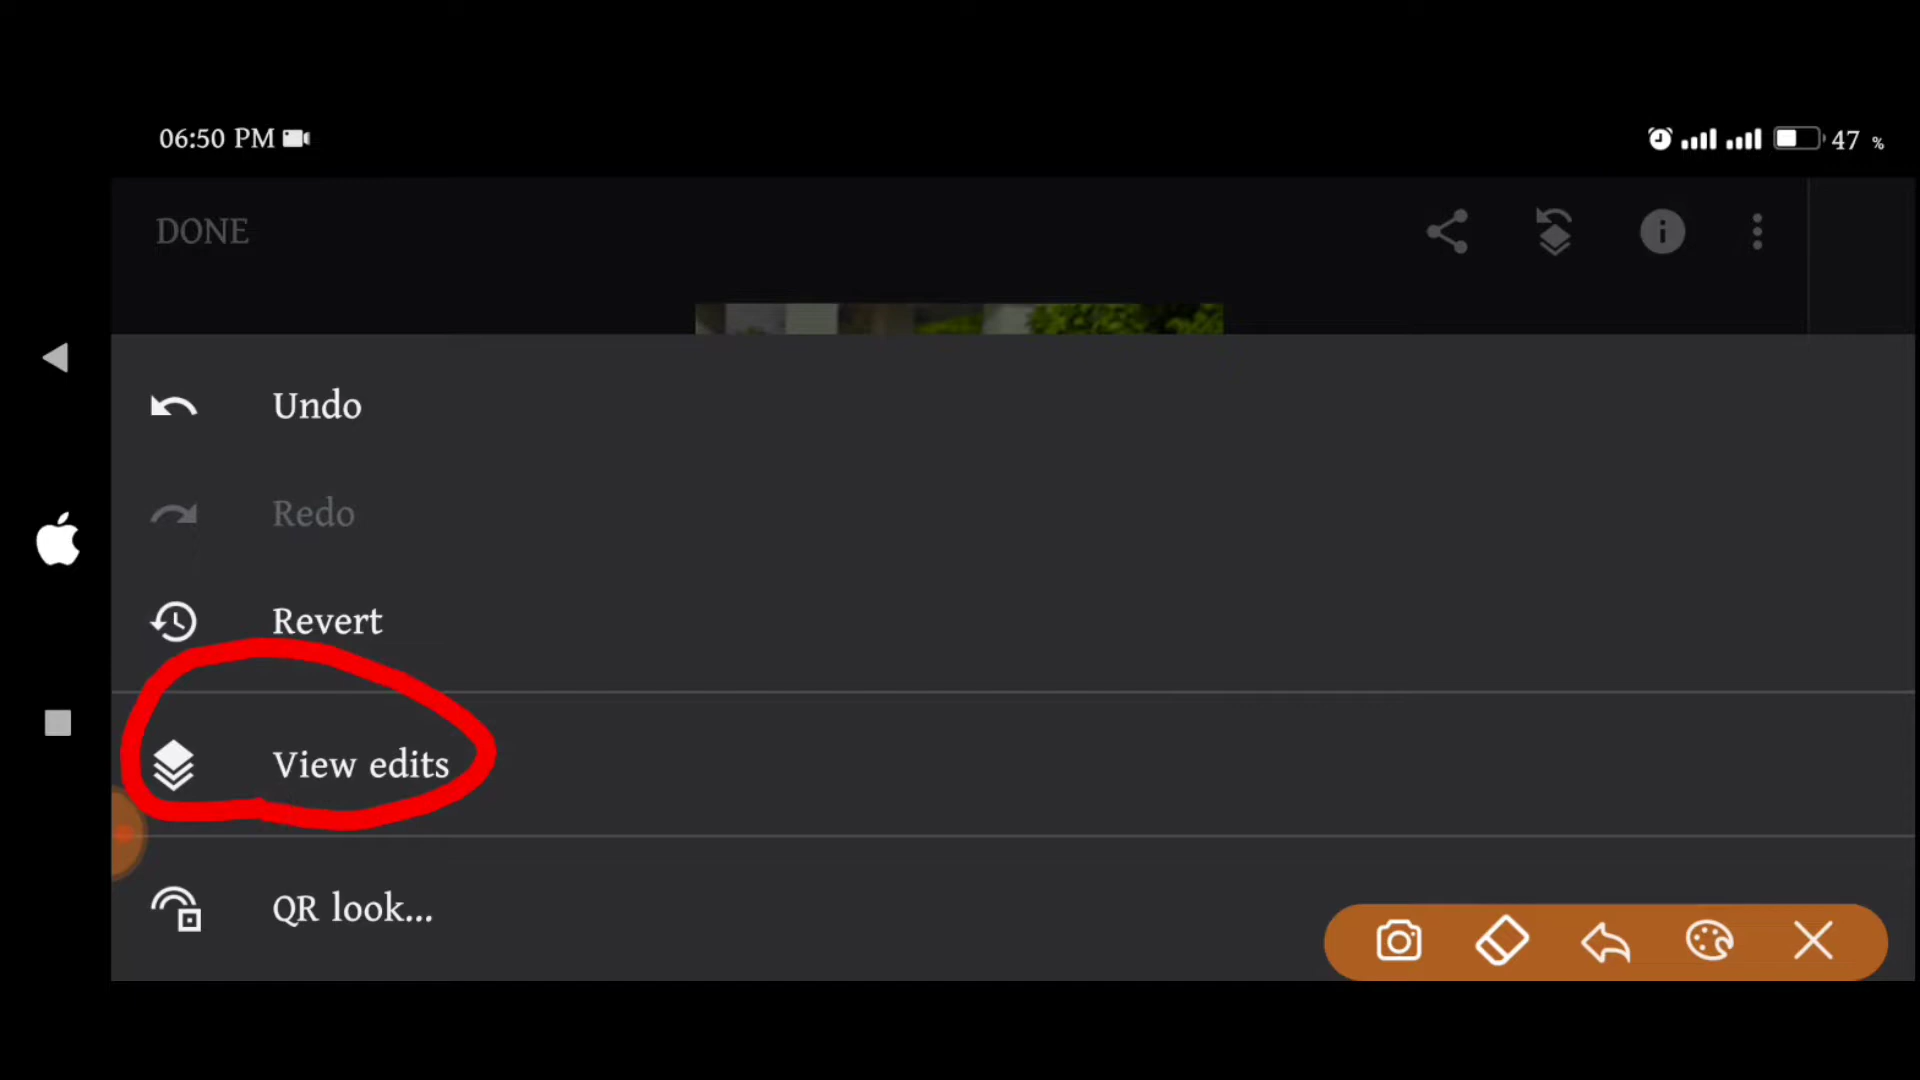 06:50 PM
47 %
DONE
Undo
Redo
Revert
View edits
QR look...